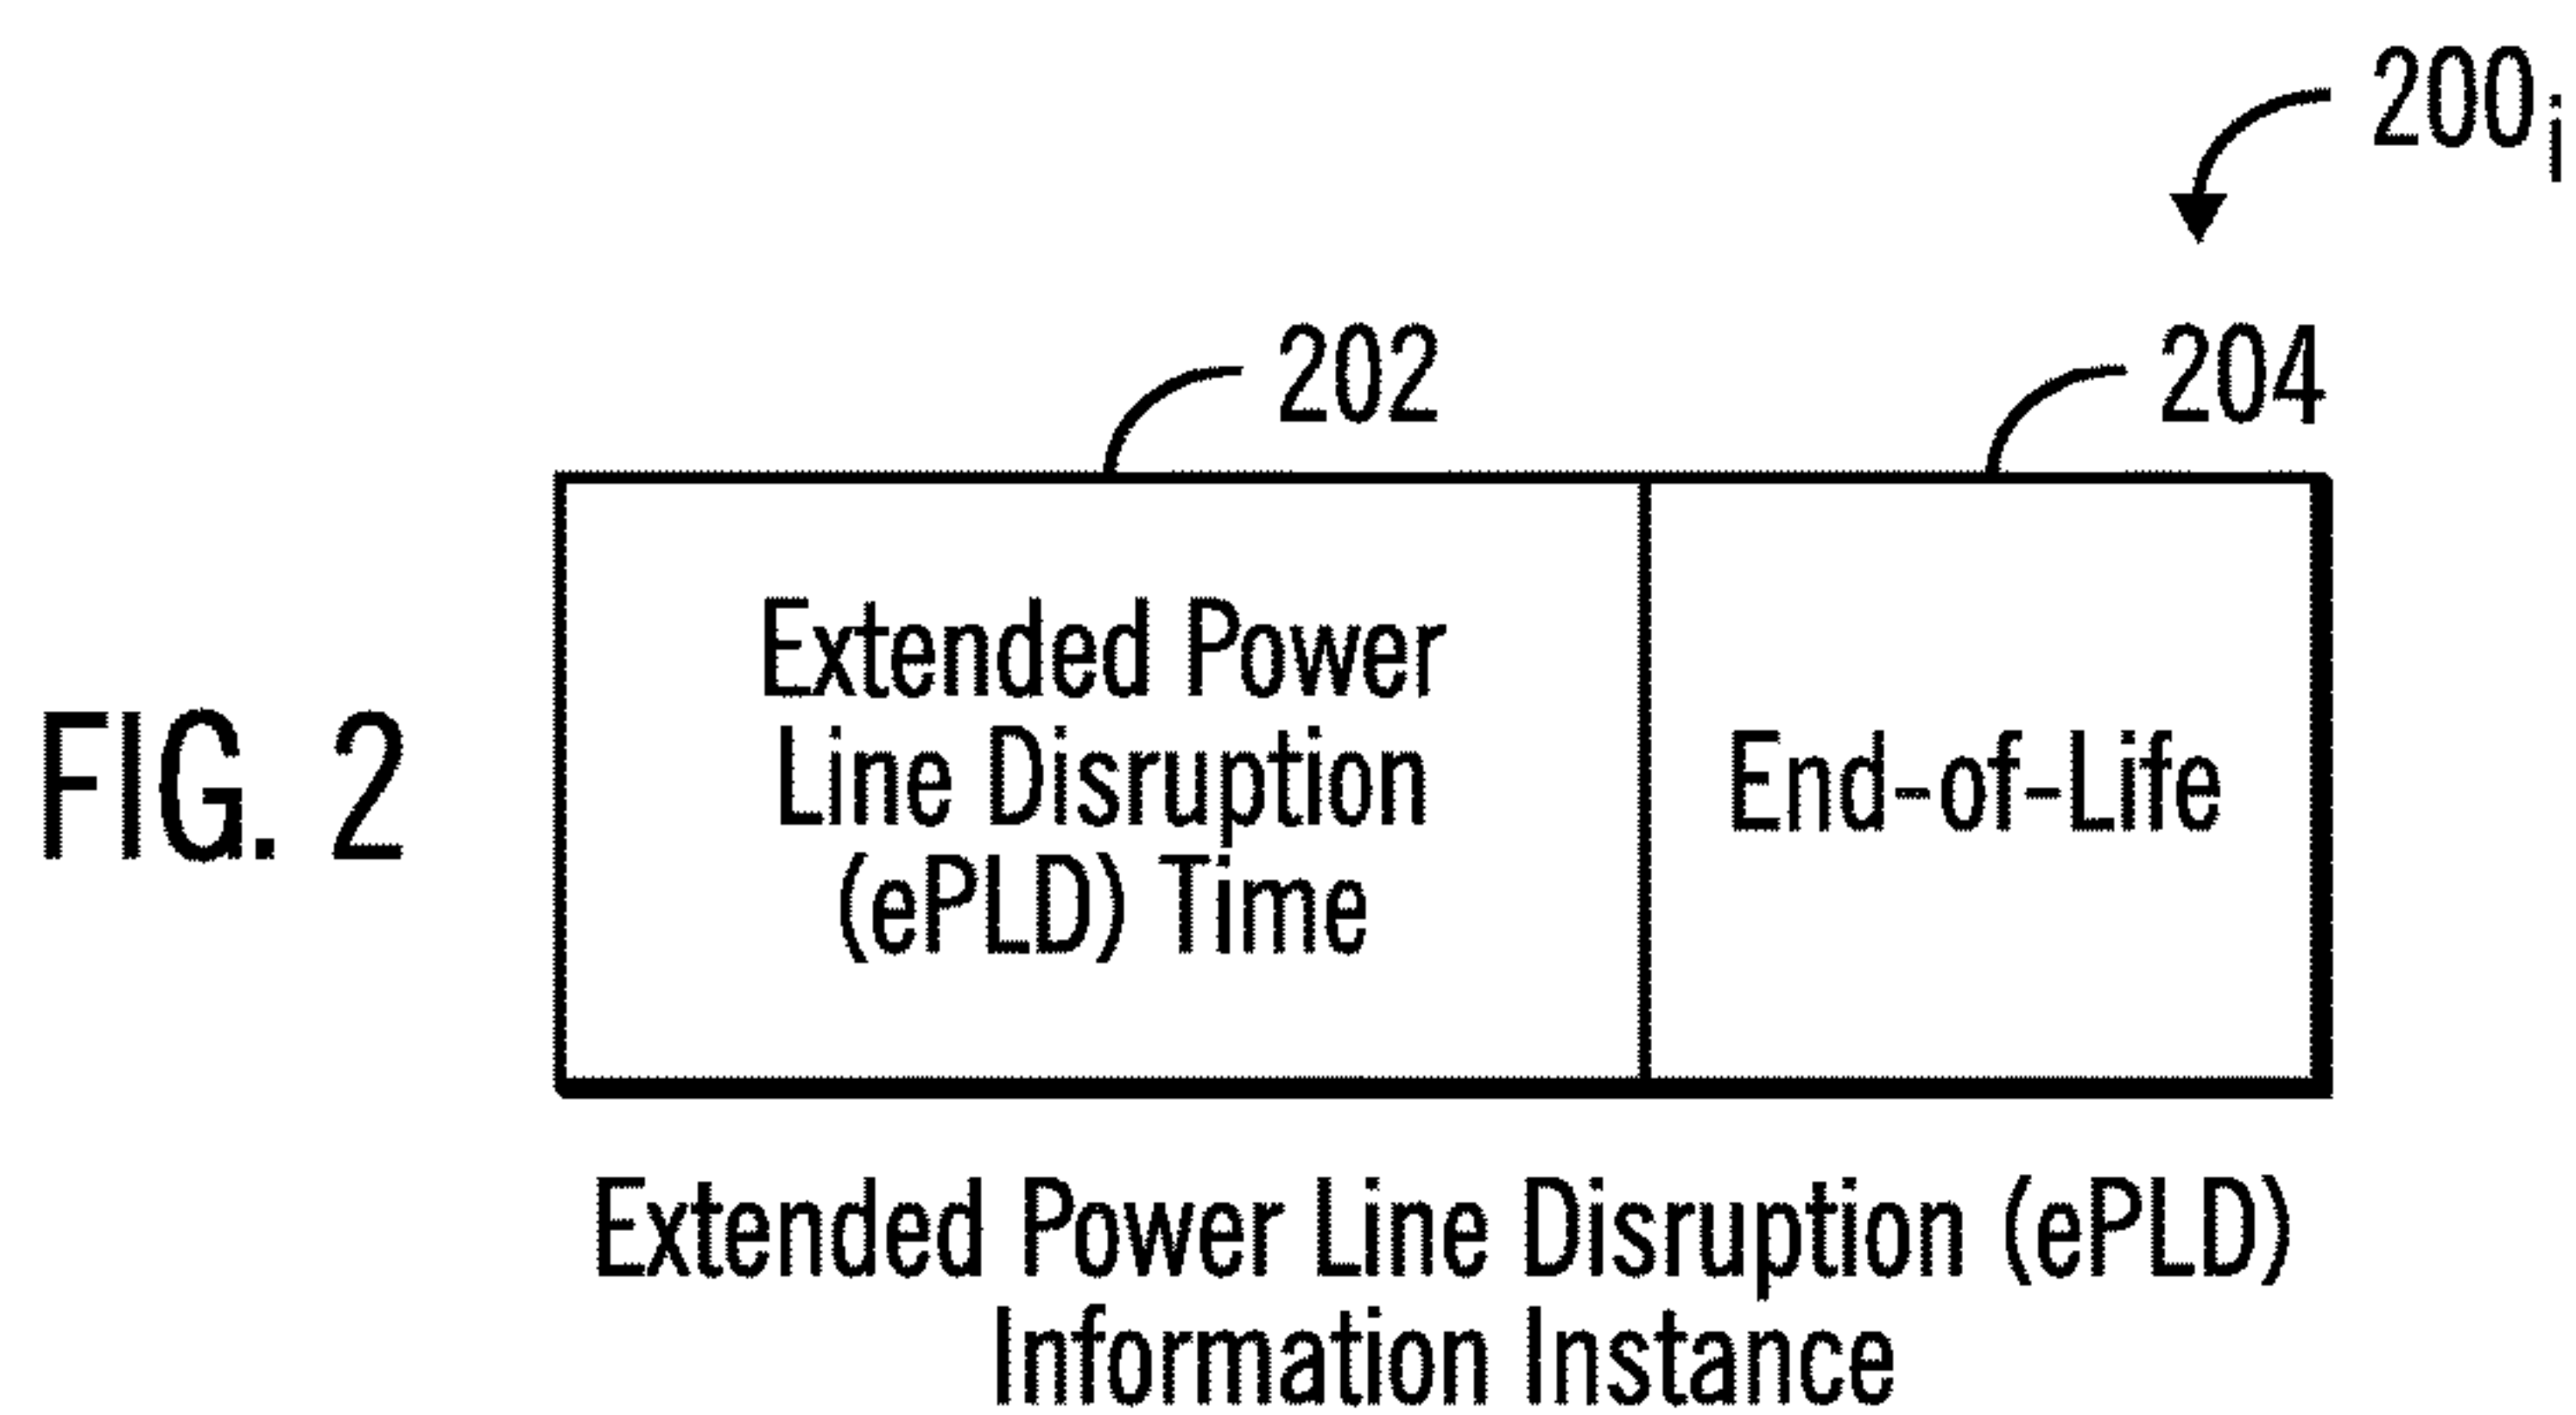 200i
202
204
Extended Power
Line Disruption
(ePLD) Time
End-of-Life
FIG. 2
Extended Power Line Disruption (ePLD)
Information Instance